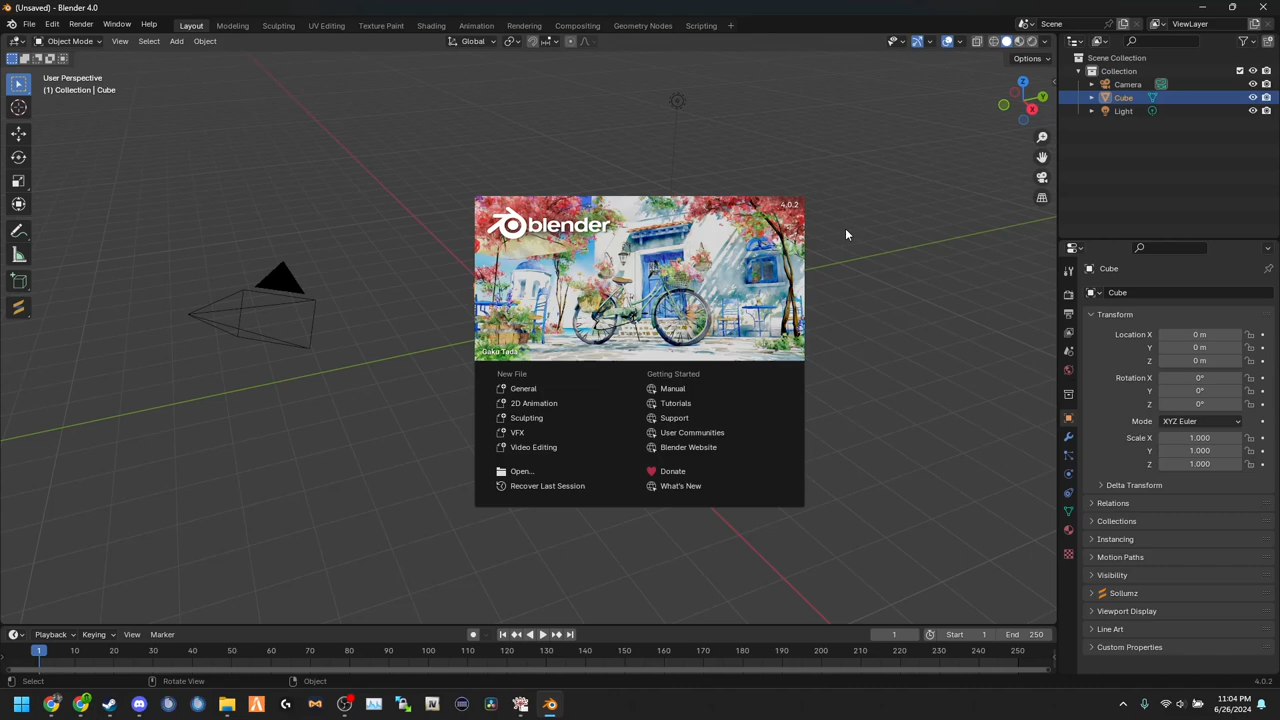 (Unsaved) - Blender 4.0
File Edit Render Window Help Layout Modeling Sculpting UV Editing Texture Paint Shading Animation Rendering Compositing Geometry Nodes Scripting + Scene ViewLayer
Object Mode View Select Add Object Global
Options
User Perspective
(1) Collection | Cube
Z
Y
X
Scene Collection
Collection
Camera
Cube
Light
blender
4.0.2
Gaku Tada
New File
General
2D Animation
Sculpting
VFX
Video Editing
Open...
Recover Last Session
Getting Started
Manual
Tutorials
Support
User Communities
Blender Website
Donate
What's New
Cube
Cube
Transform
Location X 0 m
Y 0 m
Z 0 m
Rotation X 0°
Y 0°
Z 0°
Mode XYZ Euler
Scale X 1.000
Y 1.000
Z 1.000
Delta Transform
Relations
Collections
Instancing
Motion Paths
Visibility
Sollumz
Viewport Display
Line Art
Custom Properties
Playback Keying View Marker 1 Start 1 End 250
1 10 20 30 40 50 60 70 80 90 100 110 120 130 140 150 160 170 180 190 200 210 220 230 240 250
Select Rotate View Object 4.0.2
11:04 PM
6/26/2024